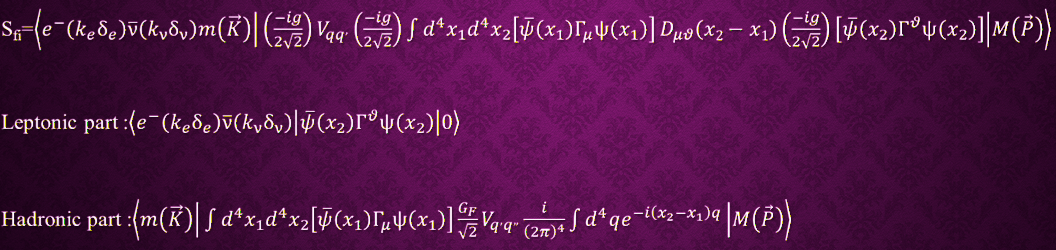 S_fi=⟨e⁻(k_eδ_e)ν̄(k_νδ_ν)m(K⃗)|(−ig/2√2)V_qq′(−ig/2√2)∫d⁴x₁d⁴x₂[ψ̄(x₁)Γ_μψ(x₁)]D_μϑ(x₂−x₁)(−ig/2√2)[ψ̄(x₂)Γ^ϑψ(x₂)]|M(P⃗)⟩
Leptonic part :⟨e⁻(k_eδ_e)ν̄(k_νδ_ν)|ψ̄(x₂)Γ^ϑψ(x₂)|0⟩
Hadronic part :⟨m(K⃗)|∫d⁴x₁d⁴x₂[ψ̄(x₁)Γ_μψ(x₁)]G_F/√2 V_q′q″ i/(2π)⁴∫d⁴qe^−i(x₂−x₁)q|M(P⃗)⟩